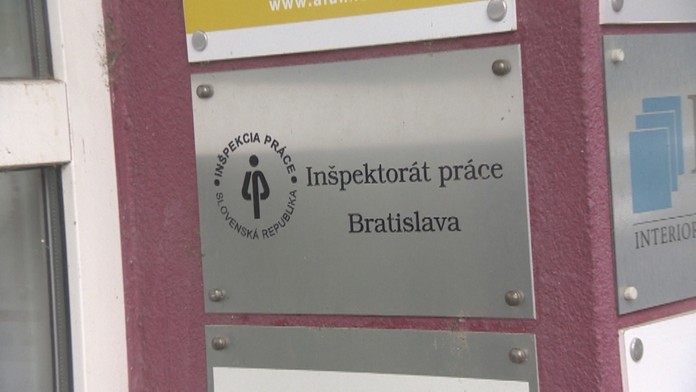 INŠPEKCIA PRÁCE
SLOVENSKÁ REPUBLIKA
Inšpektorát práce
Bratislava